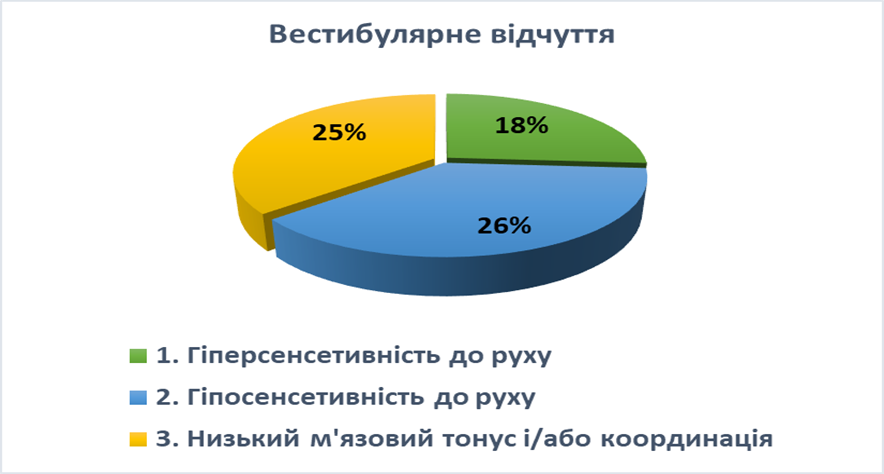 Вестибулярне відчуття
25%
18%
26%
1. Гіперсенсетивність до руху
2. Гіпосенсетивність до руху
3. Низький м'язовий тонус і/або координація